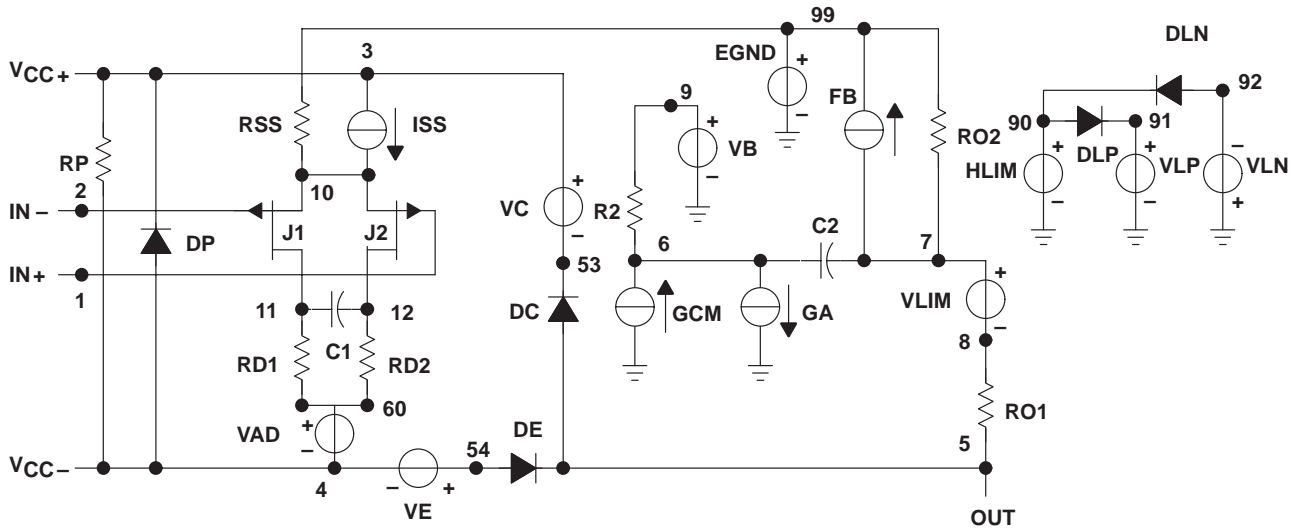 99
DLN
3
EGND
VCC+
92
9
FB
RSS
ISS
90
91
RP
VB
RO2
DLP
2
10
HLIM
VLP
VLN
IN−
VC
R2
C2
J1
J2
DP
6
7
IN+
53
1
VLIM
11
12
DC
GCM
GA
8
C1
RD1
RD2
60
RO1
VAD
DE
54
5
VCC−
4
VE
OUT